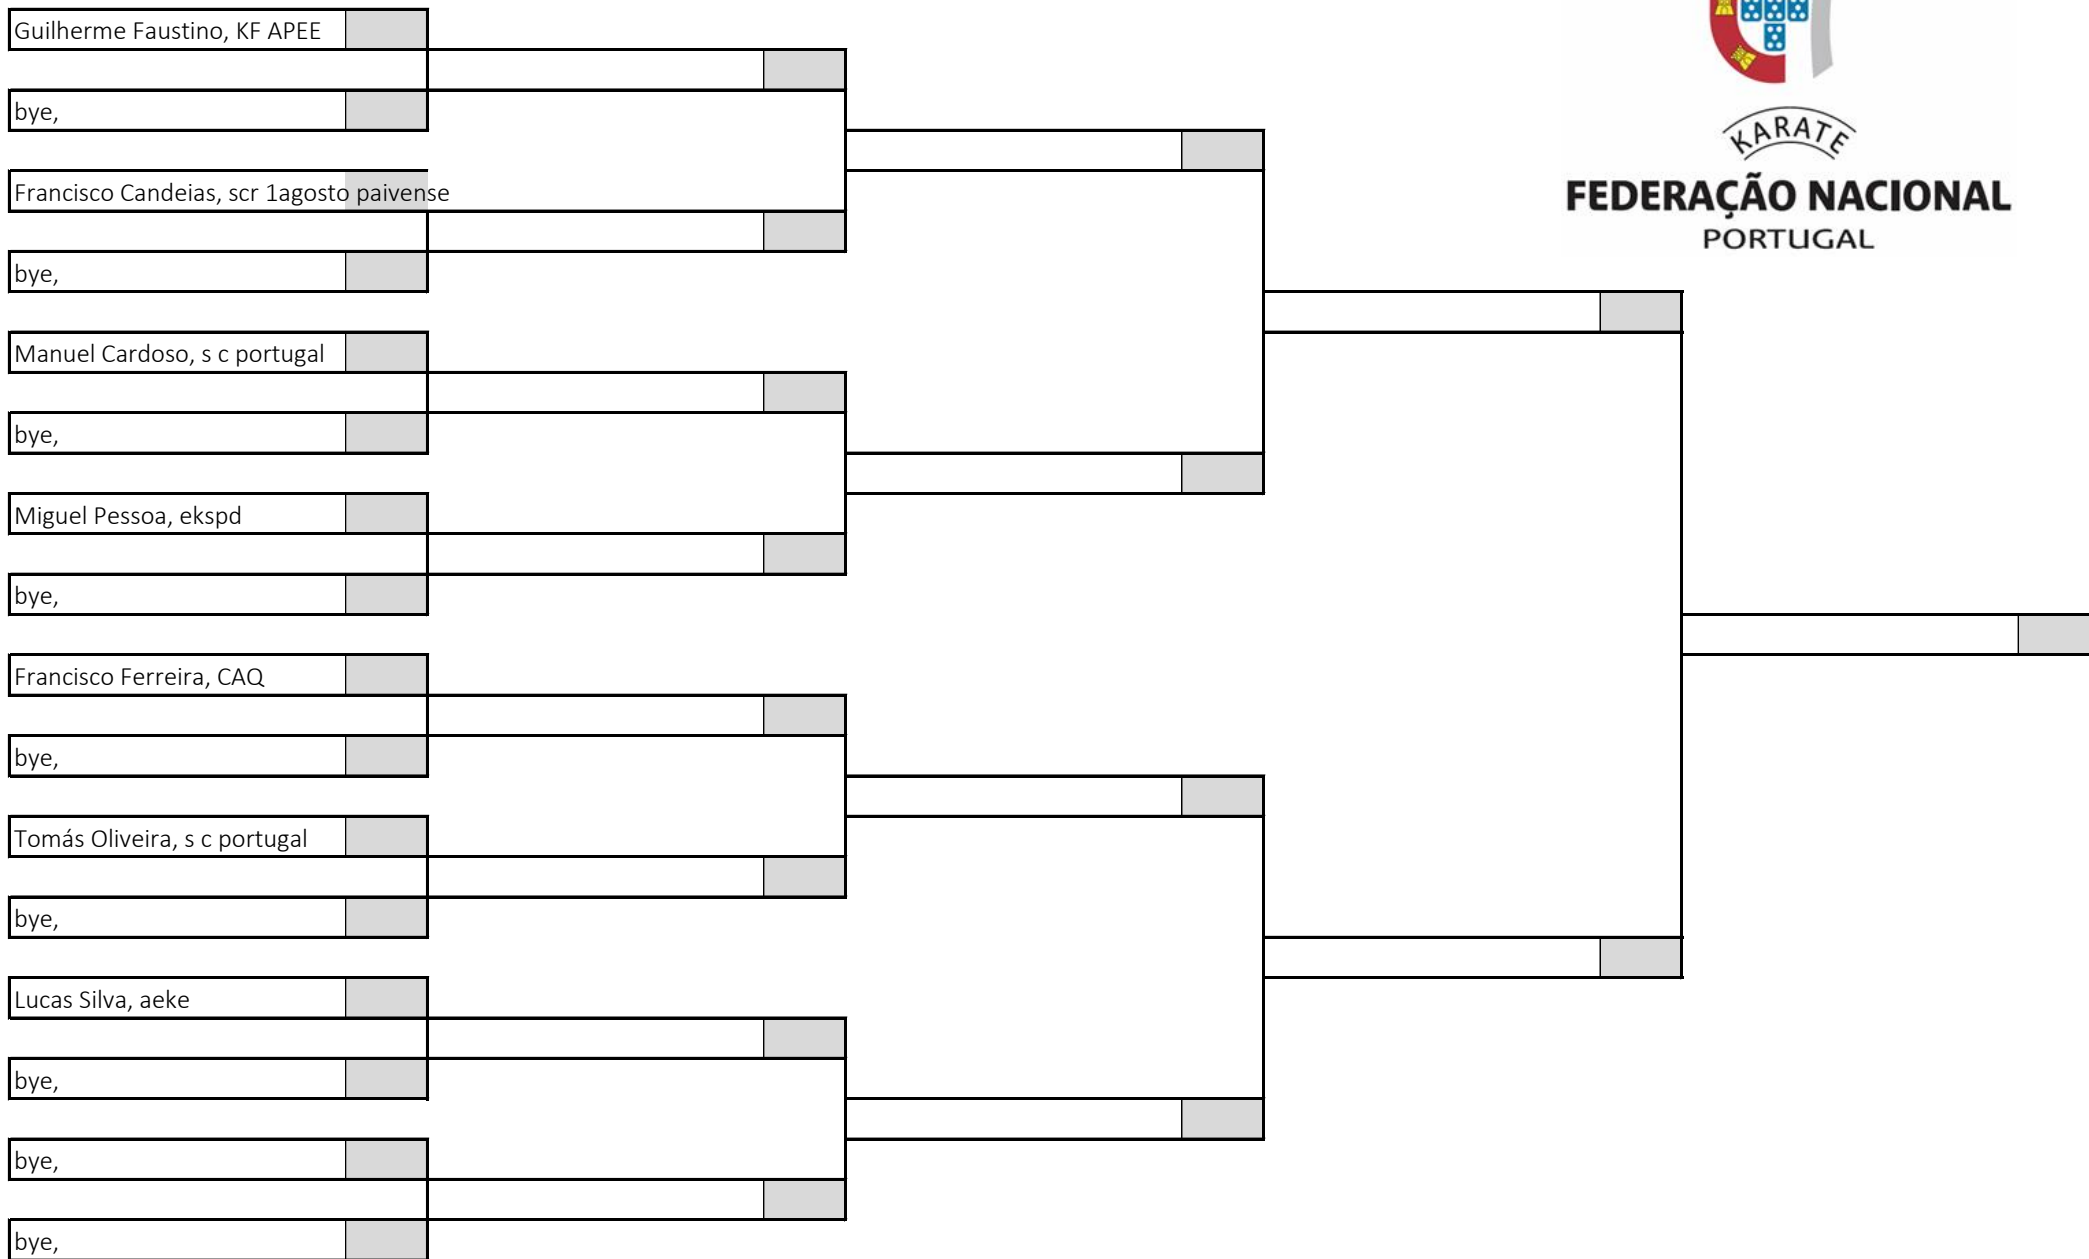 Guilherme Faustino, KF APEE
bye,
Francisco Candeias, scr 1agosto paivense
bye,
Manuel Cardoso, s c portugal
bye,
Miguel Pessoa, ekspd
bye,
Francisco Ferreira, CAQ
bye,
Tomás Oliveira, s c portugal
bye,
Lucas Silva, aeke
bye,
bye,
bye,
KARATE
FEDERAÇÃO NACIONAL
PORTUGAL